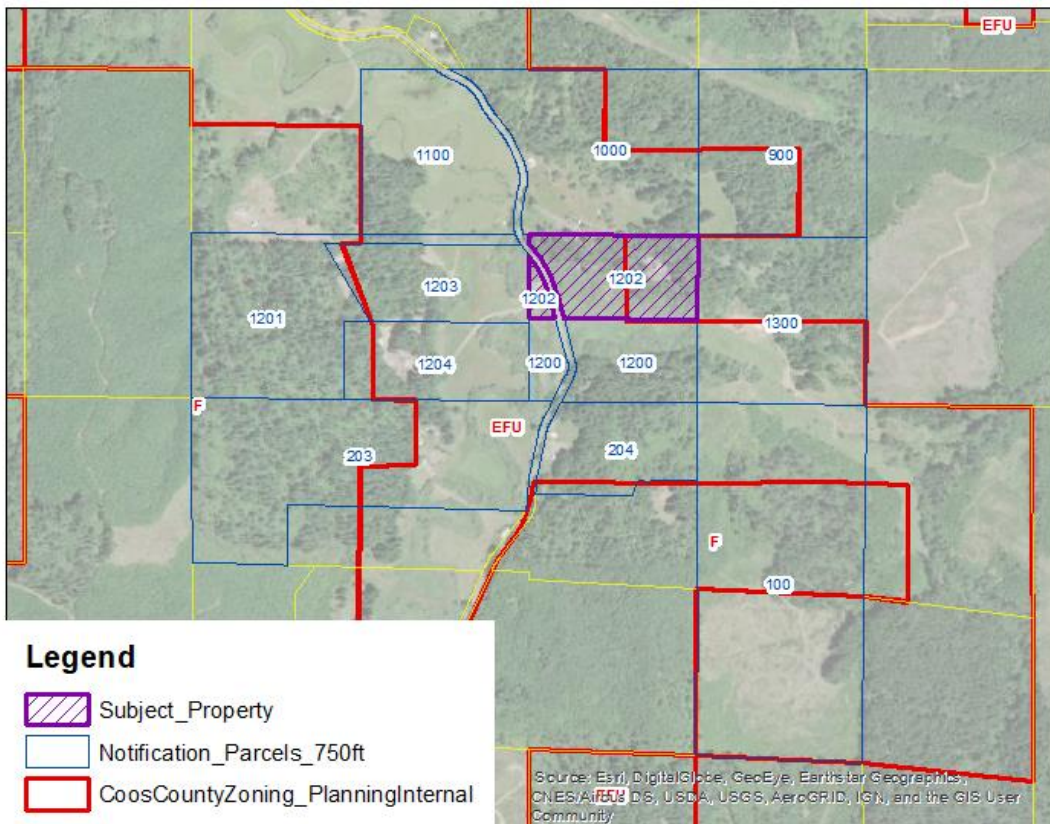 EFU
1100
1000
900
1202
1203
1202
1201
1300
1204
1200
1200
F
EFU
203
204
F
100
Legend
Subject_Property
Notification_Parcels_750ft
CoosCountyZoning_PlanningInternal
Source: Esri, DigitalGlobe, GeoEye, Earthstar Geographics,
CNES/Airbus DS, USDA, USGS, AeroGRID, IGN, and the GIS User
Community
EFU